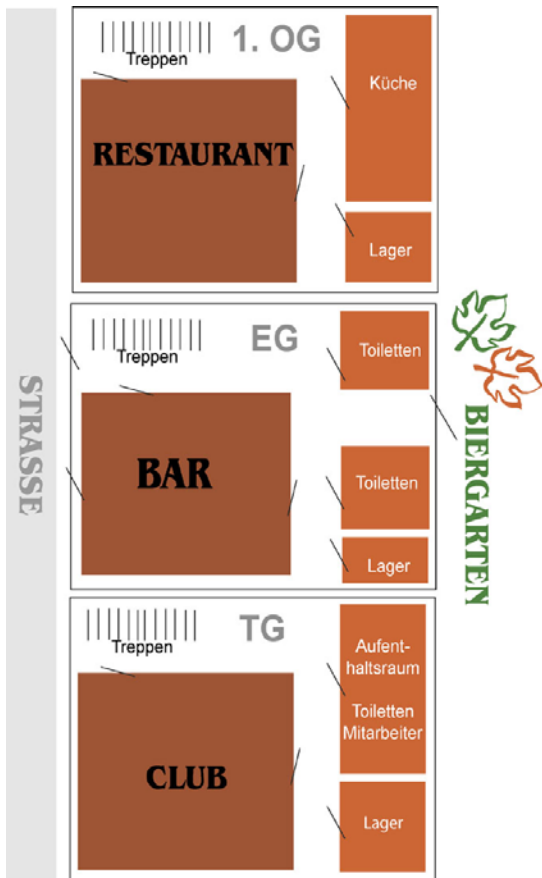 1. OG
Treppen
RESTAURANT
Küche
Lager
EG
Treppen
BAR
Toiletten
Toiletten
Lager
STRASSE
BIERGARTEN
TG
Treppen
CLUB
Aufent-
haltsraum
Toiletten
Mitarbeiter
Lager